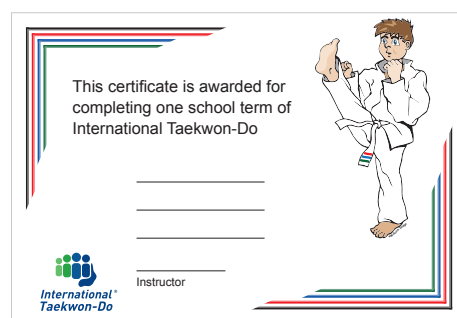 This certificate is awarded for
completing one school term of
International Taekwon-Do
Instructor
International
Taekwon-Do